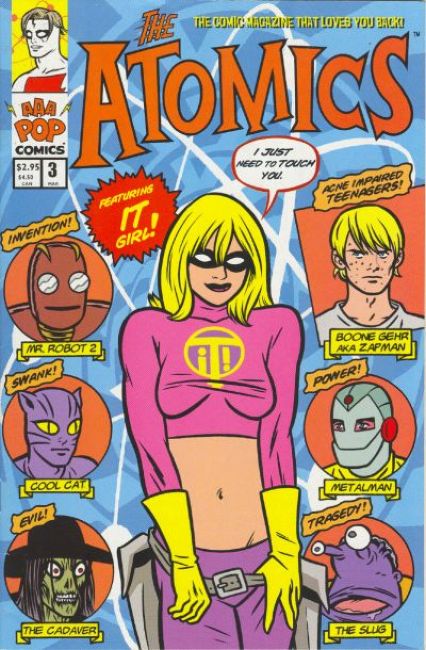 THE COMIC MAGAZINE THAT LOVES YOU BACK!
THE
ATOMICS
TM
AAA
POP
COMICS
$2.95
$4.50
CAN
3
MAR
FEATURING
IT
GIRL!
I JUST
NEED TO TOUCH
YOU.
ACNE IMPAIRED
TEENAGERS!
INVENTION!
MR. ROBOT 2
BOONE GEHR
AKA ZAPMAN
iT!
SWANK!
COOL CAT
POWER!
METALMAN
EVIL!
THE CADAVER
TRAGEDY!
THE SLUG